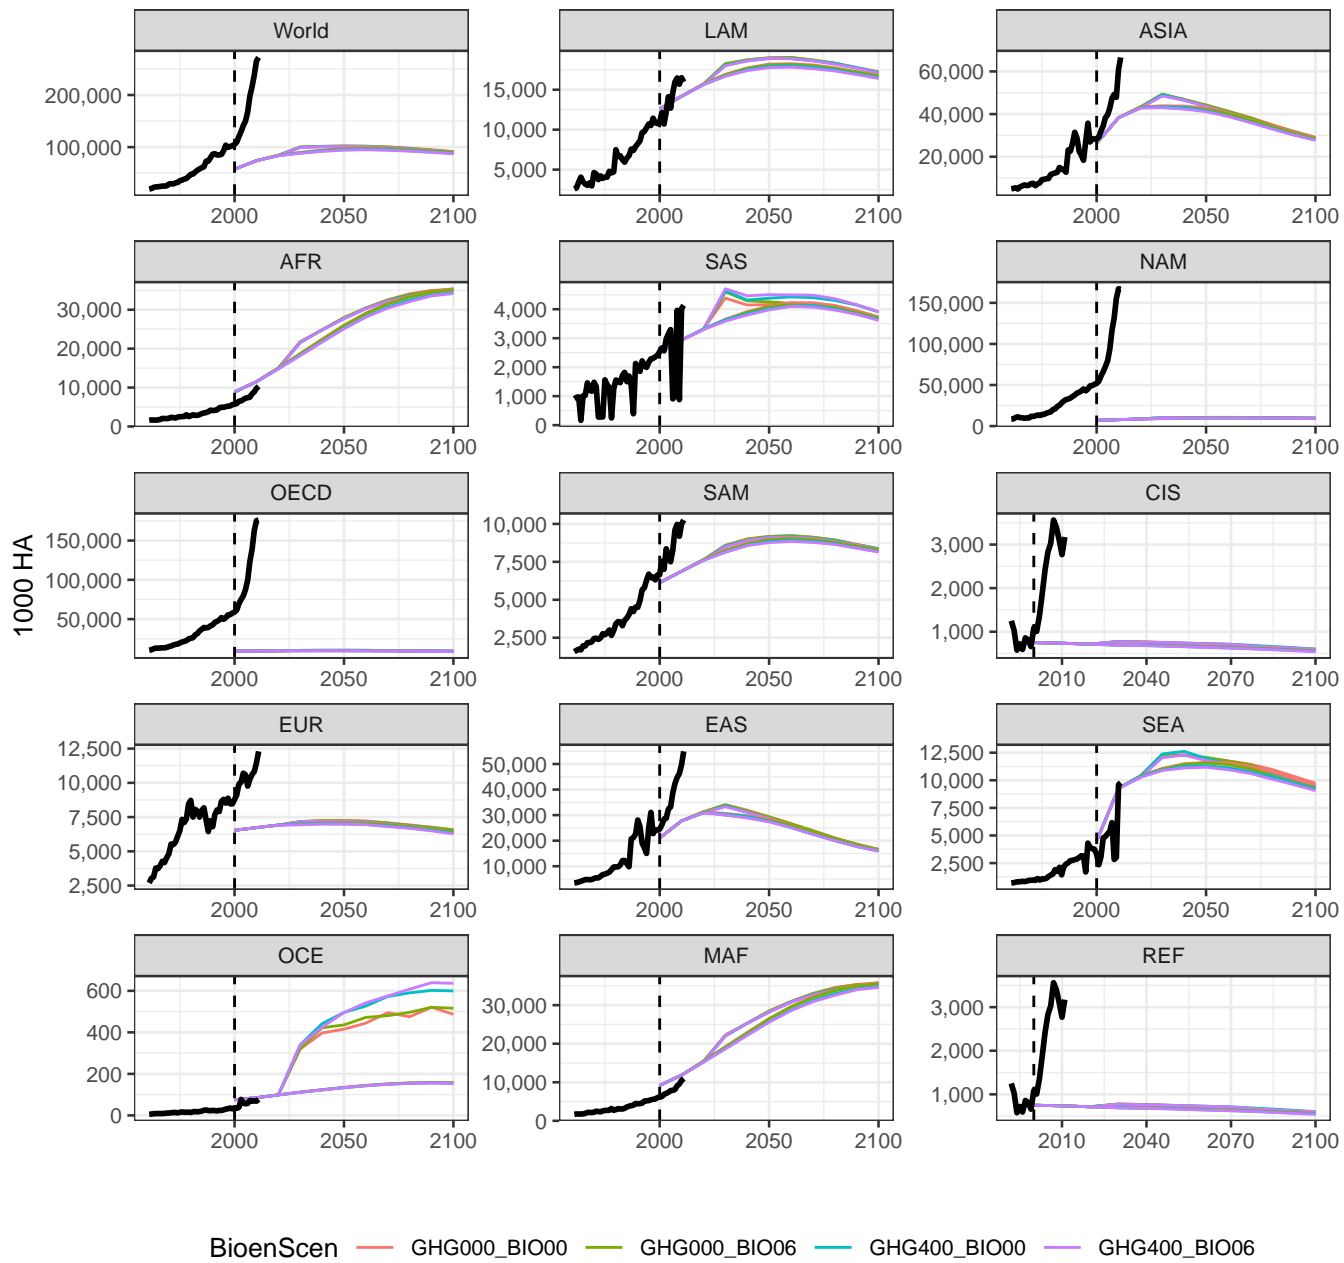 World
LAM
ASIA
200,000
100,000
2000 2050 2100
15,000
10,000
5,000
2000 2050 2100
60,000
40,000
20,000
2000 2050 2100
AFR
SAS
NAM
30,000
20,000
10,000
0
2000 2050 2100
4,000
3,000
2,000
1,000
0
2000 2050 2100
150,000
100,000
50,000
0
2000 2050 2100
OECD
SAM
CIS
1000 HA
150,000
100,000
50,000
2000 2050 2100
10,000
7,500
5,000
2,500
2000 2050 2100
3,000
1,000
2010 2040 2070 2100
EUR
EAS
SEA
12,500
10,000
7,500
5,000
2,500
2000 2050 2100
50,000
40,000
30,000
20,000
10,000
2000 2050 2100
12,500
10,000
7,500
5,000
2,500
2000 2050 2100
OCE
MAF
REF
600
400
200
0
2000 2050 2100
30,000
20,000
10,000
0
2000 2050 2100
3,000
2,000
1,000
2010 2040 2070 2100
BioenScen GHG000_BIO00 GHG000_BIO06 GHG400_BIO00 GHG400_BIO06